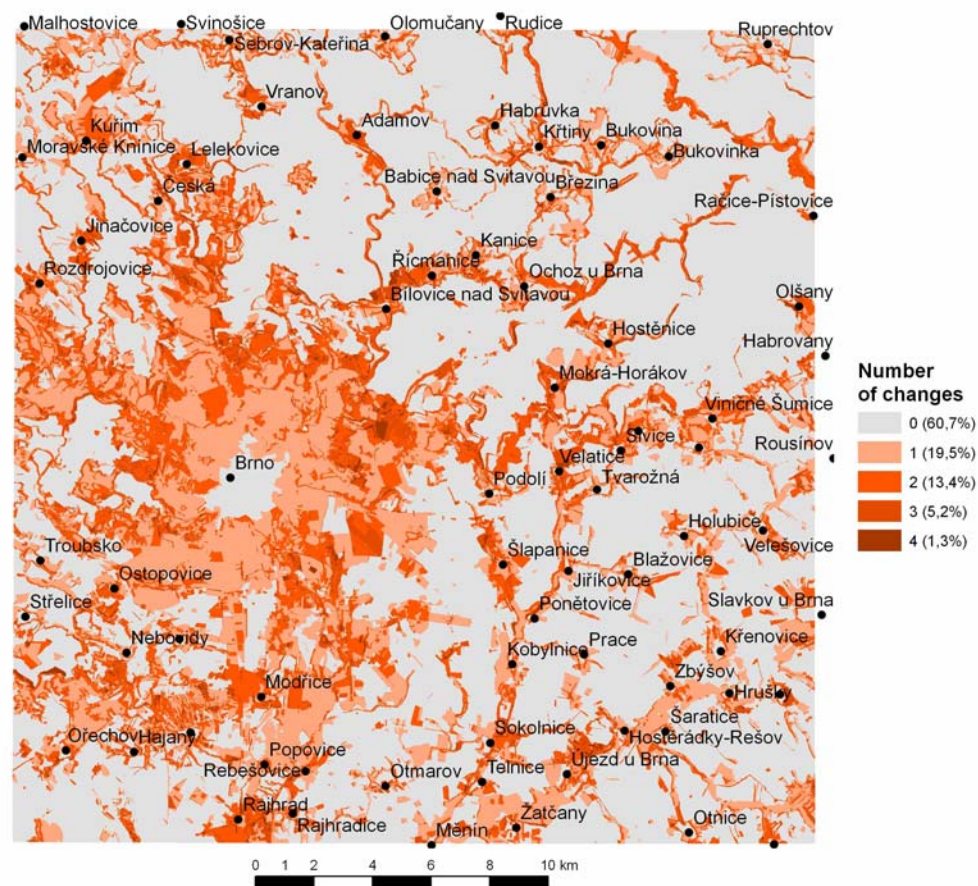 Malhostovice
Svinošice
Olomučany
Rudice
Ruprechtov
Šebrov-Kateřina
Vranov
Adamov
Habrůvka
Křtiny
Bukovina
Bukovinka
Kuřim
Moravské Knínice
Lelekovice
Česká
Babice nad Svitavou
Březina
Račice-Pístovice
Jinačovice
Kanice
Rozdrojovice
Řícmanice
Ochoz u Brna
Bílovice nad Svitavou
Olšany
Hostěnice
Habrovany
Mokrá-Horákov
Viničné Šumice
Sivice
Rousínov
Brno
Velatice
Podolí
Tvarožná
Holubice
Velešovice
Troubsko
Šlapanice
Blažovice
Jiříkovice
Ostopovice
Střelice
Ponětovice
Slavkov u Brna
Nebovidy
Kobylnice
Prace
Křenovice
Zbýšov
Hrušky
Modřice
Šaratice
Sokolnice
Hostěrádky-Rešov
Ořechov
Hajany
Popovice
Rebešovice
Otmarov
Telnice
Újezd u Brna
Rajhrad
Rajhradice
Měnín
Žatčany
Otnice
Number
of changes
0 (60,7%)
1 (19,5%)
2 (13,4%)
3 (5,2%)
4 (1,3%)
0 1 2 4 6 8 10 km